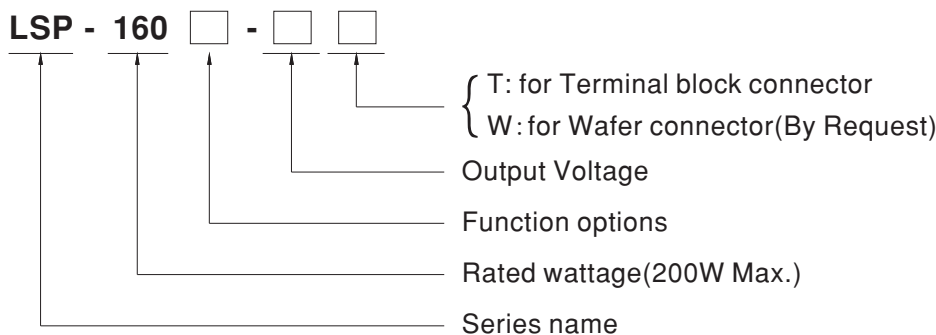 LSP - 160 □ - □ □
T: for Terminal block connector
W: for Wafer connector(By Request)
Output Voltage
Function options
Rated wattage(200W Max.)
Series name